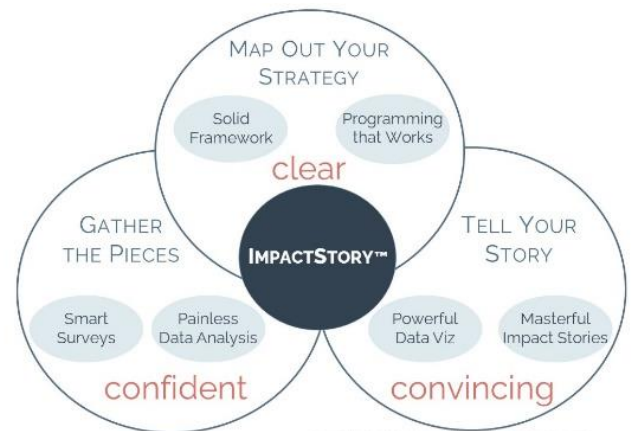 MAP OUT YOUR
STRATEGY
Solid
Framework
Programming
that Works
clear
GATHER
THE PIECES
IMPACTSTORY™
TELL YOUR
STORY
Smart
Surveys
Painless
Data Analysis
Powerful
Data Viz
Masterful
Impact Stories
confident
convincing